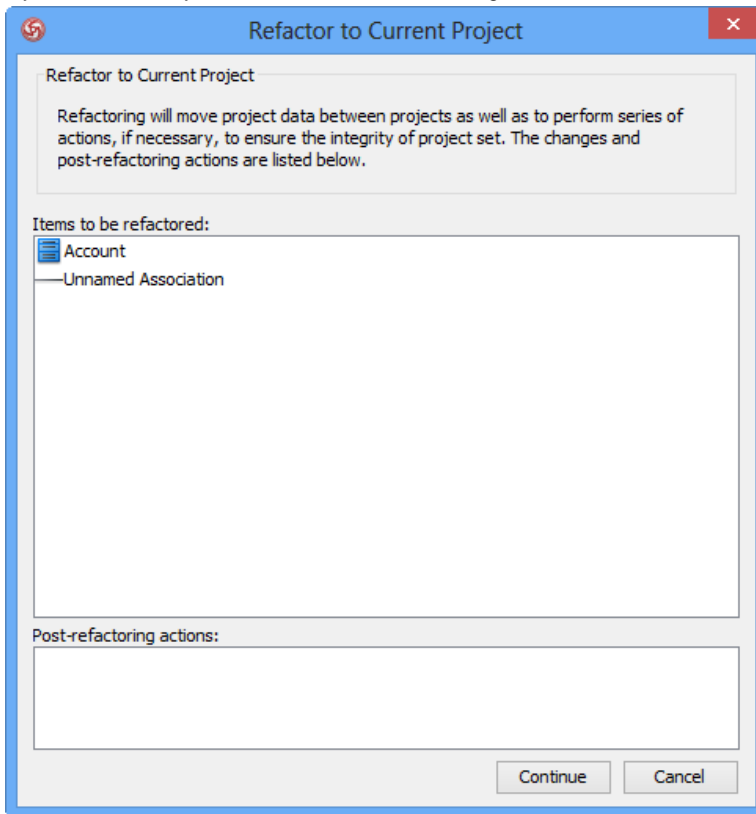 Refactor to Current Project
Refactor to Current Project
Refactoring will move project data between projects as well as to perform series of
actions, if necessary, to ensure the integrity of project set. The changes and
post-refactoring actions are listed below.
Items to be refactored:
Account
Unnamed Association
Post-refactoring actions:
Continue Cancel